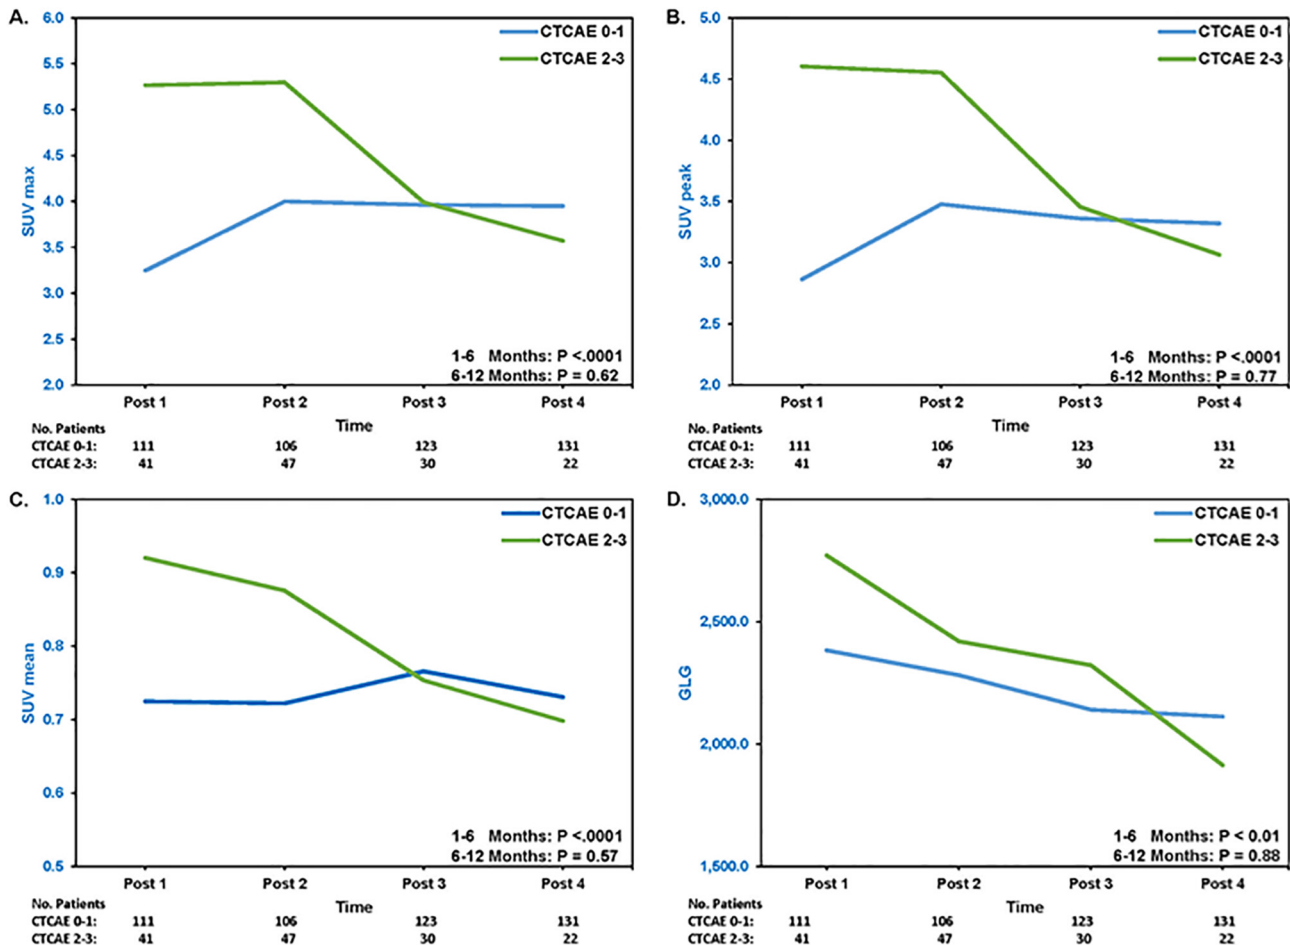 A.
6.0
5.5
5.0
4.5
4.0
3.5
3.0
2.5
2.0
SUV max
CTCAE 0-1
CTCAE 2-3
1-6 Months: P <.0001
6-12 Months: P = 0.62
Post 1 Post 2 Post 3 Post 4
Time
No. Patients
CTCAE 0-1: 111 106 123 131
CTCAE 2-3: 41 47 30 22
B.
5.0
4.5
4.0
3.5
3.0
2.5
2.0
SUV peak
CTCAE 0-1
CTCAE 2-3
1-6 Months: P <.0001
6-12 Months: P = 0.77
Post 1 Post 2 Post 3 Post 4
Time
No. Patients
CTCAE 0-1: 111 106 123 131
CTCAE 2-3: 41 47 30 22
C.
1.0
0.9
0.8
0.7
0.6
0.5
SUV mean
CTCAE 0-1
CTCAE 2-3
1-6 Months: P <.0001
6-12 Months: P = 0.57
Post 1 Post 2 Post 3 Post 4
Time
No. Patients
CTCAE 0-1: 111 106 123 131
CTCAE 2-3: 41 47 30 22
D.
3,000.0
2,500.0
2,000.0
1,500.0
GLG
CTCAE 0-1
CTCAE 2-3
1-6 Months: P < 0.01
6-12 Months: P = 0.88
Post 1 Post 2 Post 3 Post 4
Time
No. Patients
CTCAE 0-1: 111 106 123 131
CTCAE 2-3: 41 47 30 22